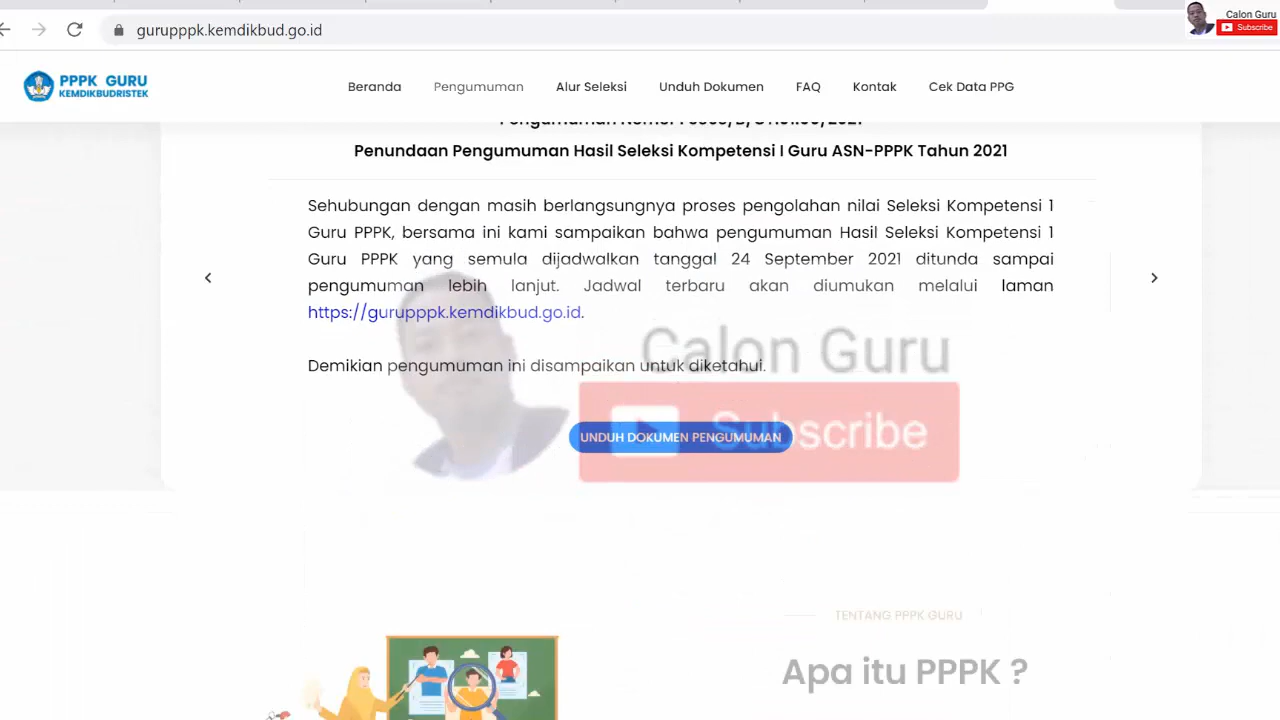 gurupppk.kemdikbud.go.id
Calon Guru
Subscribe
PPPK GURU
KEMDIKBUDRISTEK
Beranda Pengumuman Alur Seleksi Unduh Dokumen FAQ Kontak Cek Data PPG
Pengumuman Nomor
Penundaan Pengumuman Hasil Seleksi Kompetensi I Guru ASN-PPPK Tahun 2021
Sehubungan dengan masih berlangsungnya proses pengolahan nilai Seleksi Kompetensi 1
Guru PPPK, bersama ini kami sampaikan bahwa pengumuman Hasil Seleksi Kompetensi 1
Guru PPPK yang semula dijadwalkan tanggal 24 September 2021 ditunda sampai
pengumuman lebih lanjut. Jadwal terbaru akan diumukan melalui laman
https://gurupppk.kemdikbud.go.id.
Calon Guru
Demikian pengumuman ini disampaikan untuk diketahui.
Subscribe
UNDUH DOKUMEN PENGUMUMAN
TENTANG PPPK GURU
Apa itu PPPK ?